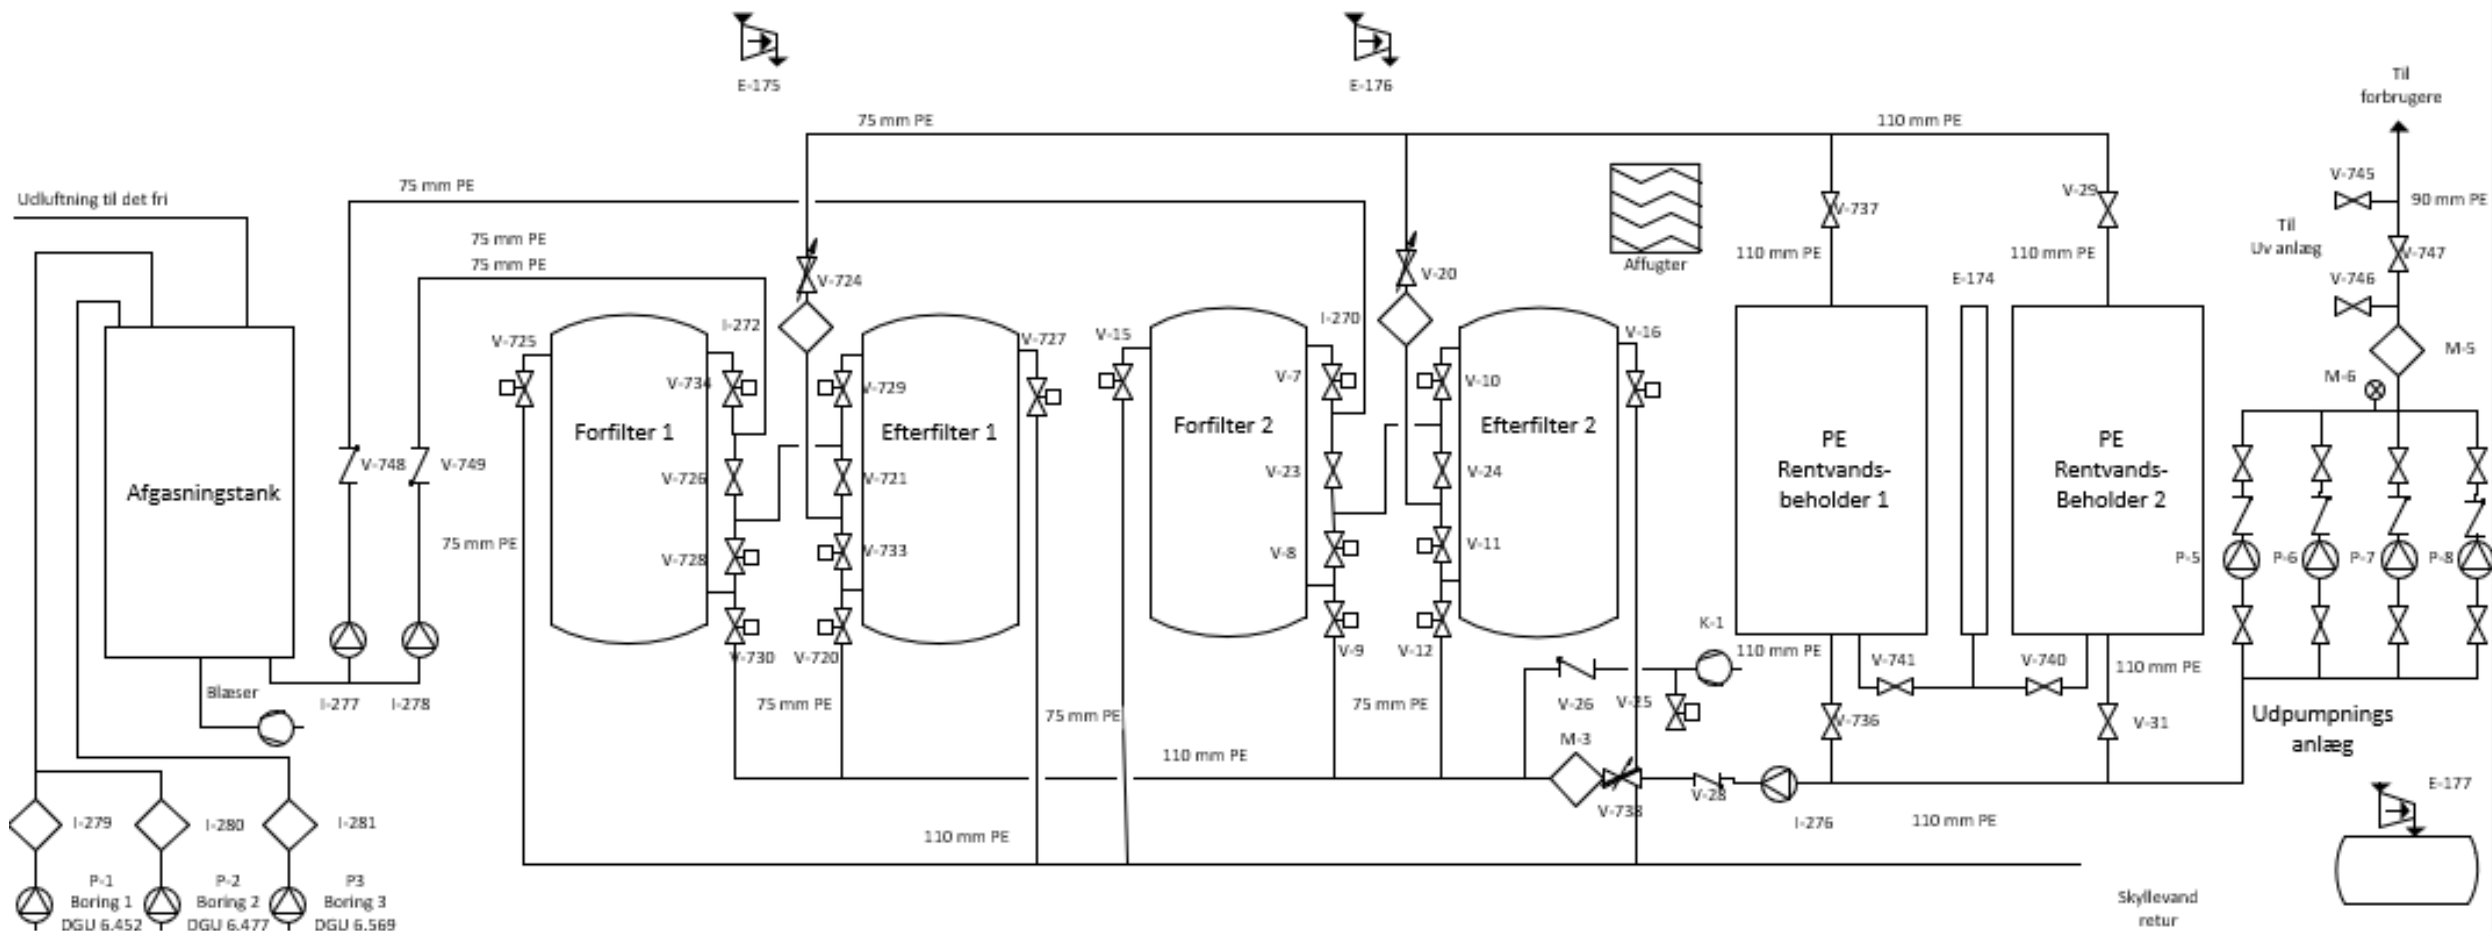 E-175
E-176
Til
forbrugere
75 mm PE
110 mm PE
V-745
90 mm PE
Udluftning til det fri
75 mm PE
V-737
V-29
Til
Uv anlæg
75 mm PE
75 mm PE
V-724
V-20
Affugter
110 mm PE
E-174
110 mm PE
V-747
V-746
V-725
I-272
V-727
V-15
I-270
V-16
M-5
M-6
V-734
V-729
V-7
V-10
Forfilter 1
Efterfilter 1
Forfilter 2
Efterfilter 2
PE
Rentvands-
beholder 1
PE
Rentvands-
Beholder 2
Afgasningstank
V-748
V-749
V-726
V-721
V-23
V-24
75 mm PE
V-728
V-733
V-8
V-11
P-5
P-6
P-7
P-8
V-730
V-720
V-9
V-12
K-1
110 mm PE
V-741
V-740
110 mm PE
Blæser
I-277
I-278
75 mm PE
75 mm PE
75 mm PE
V-26
V-25
V-736
V-31
Udpumpnings
anlæg
M-3
110 mm PE
V-738
V-28
I-276
110 mm PE
E-177
I-279
I-280
I-281
110 mm PE
P-1
Boring 1
DGU 6.452
P-2
Boring 2
DGU 6.477
P3
Boring 3
DGU 6.569
Skyllevand
retur